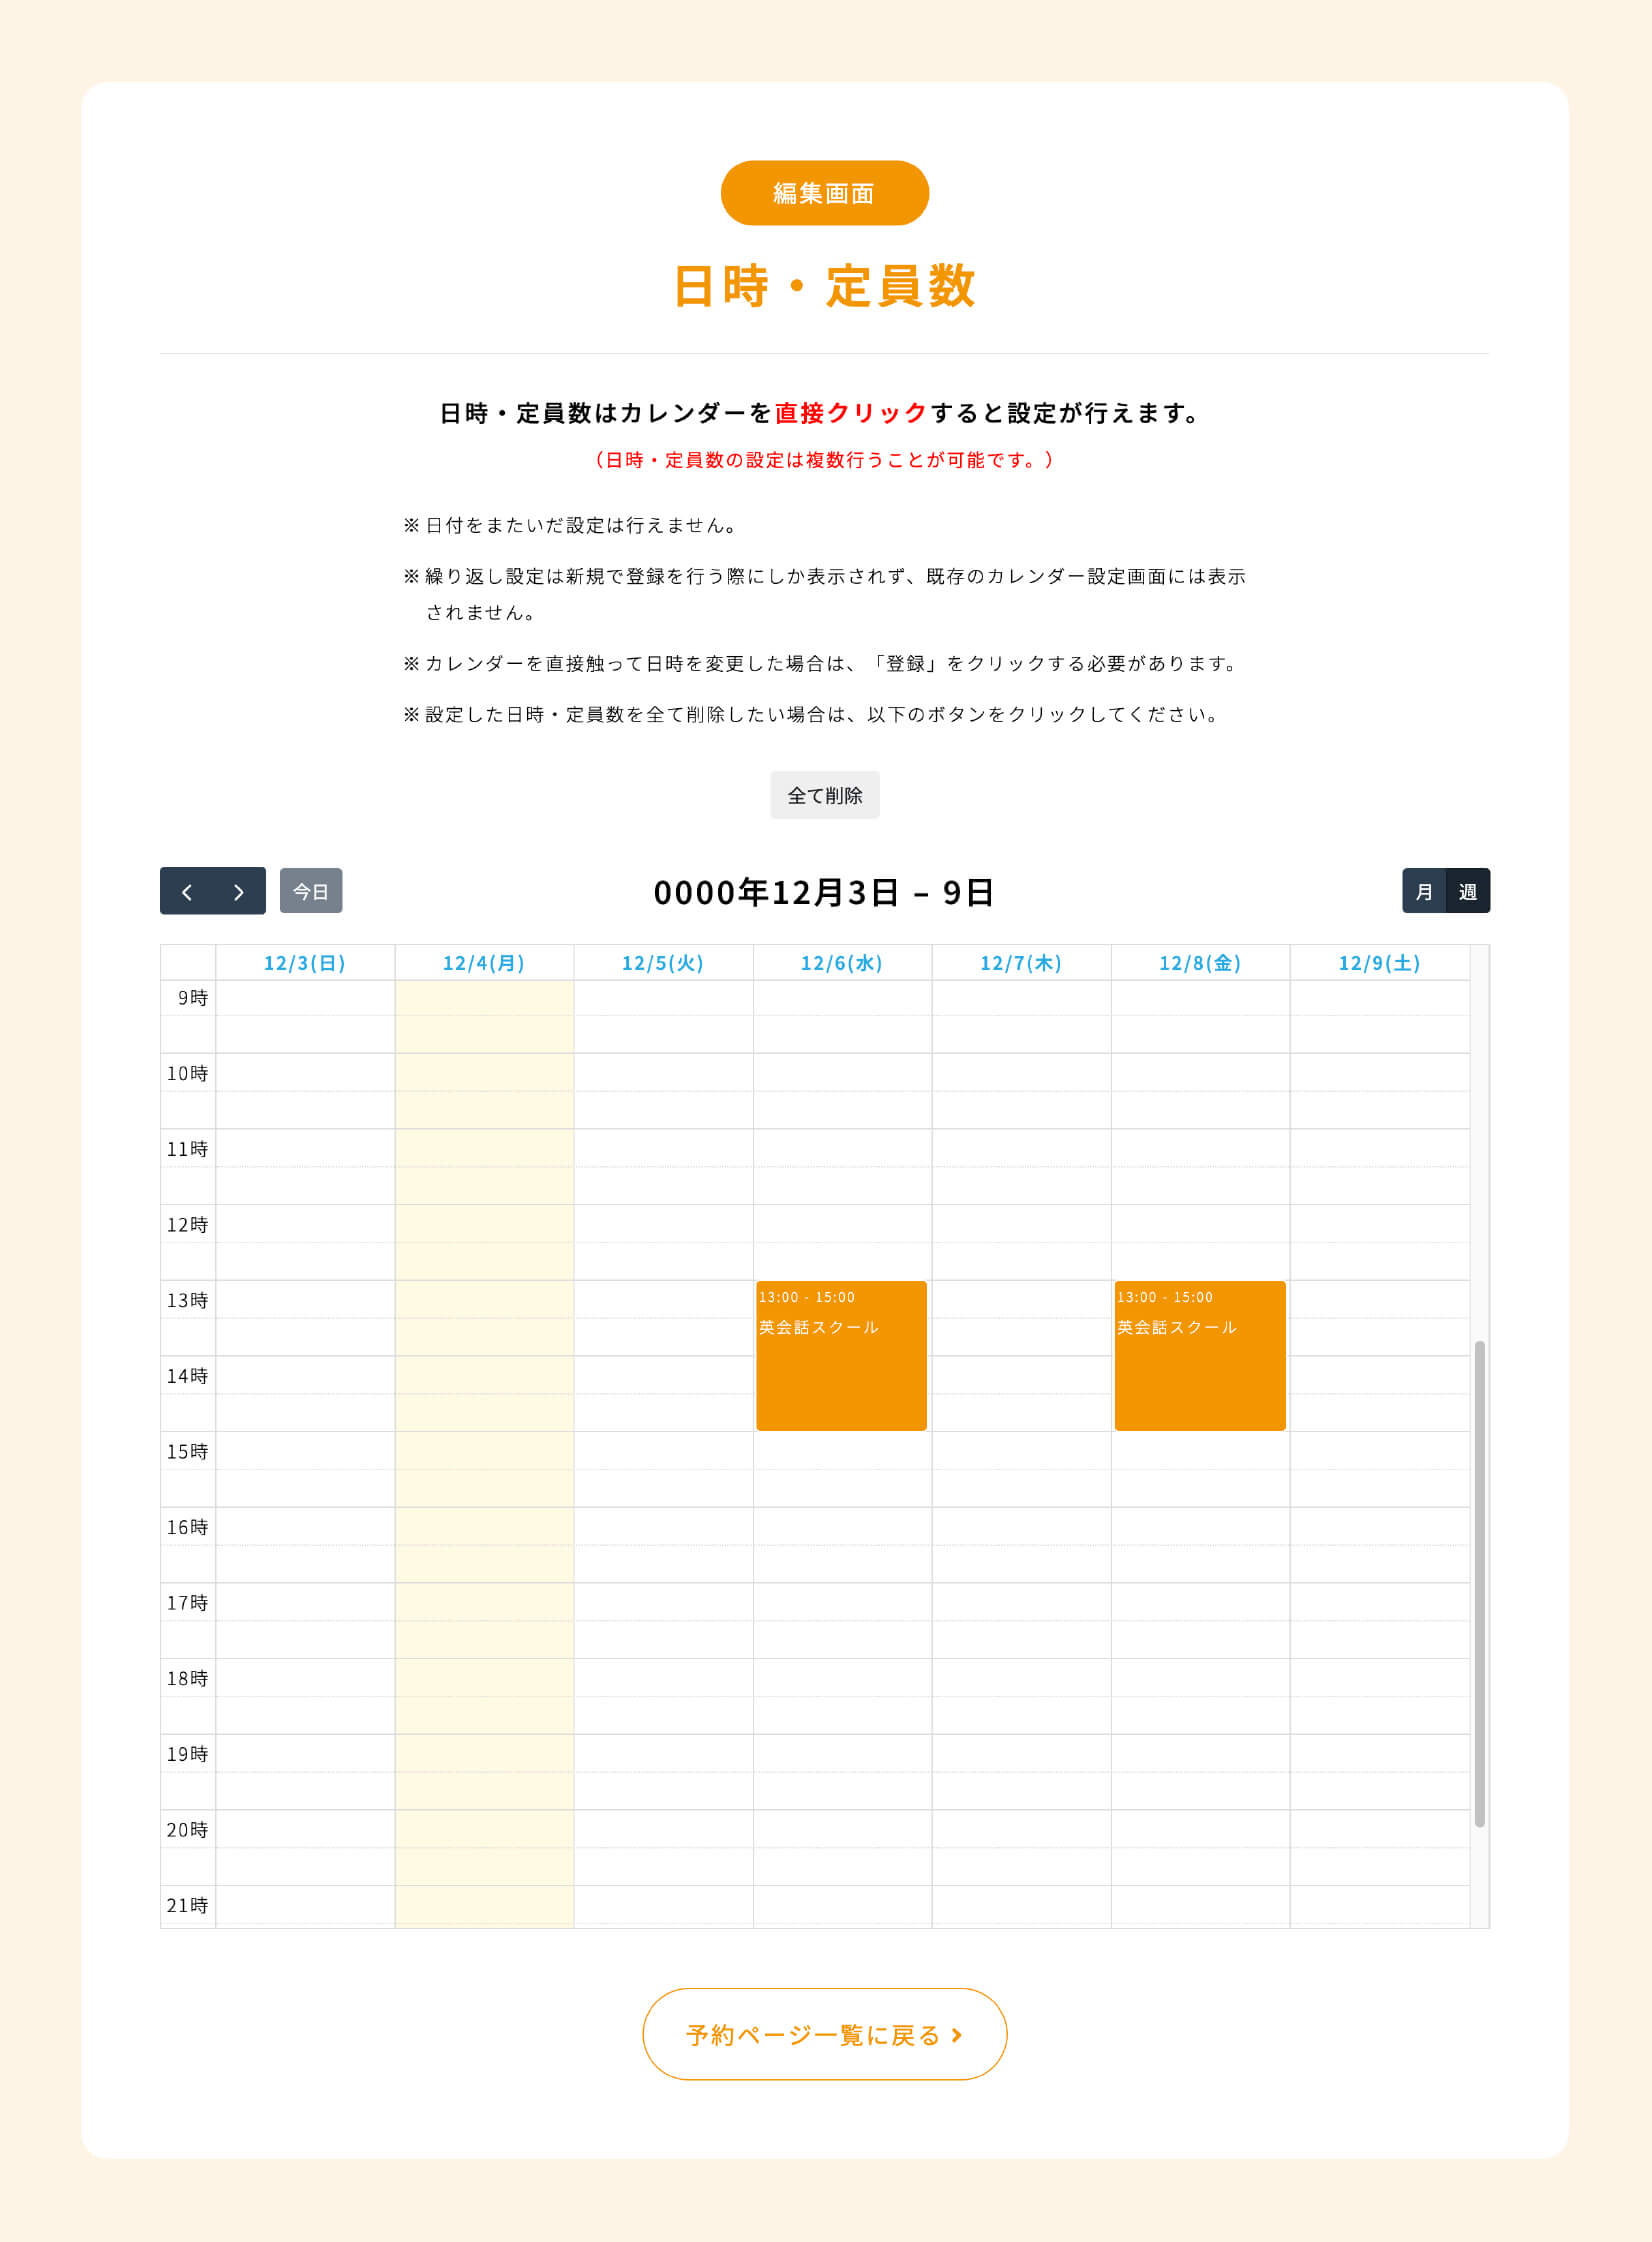 編集画面
日時・定員数
日時・定員数はカレンダーを直接クリックすると設定が行えます。
（日時・定員数の設定は複数行うことが可能です。）
※ 日付をまたいだ設定は行えません。
※ 繰り返し設定は新規で登録を行う際にしか表示されず、既存のカレンダー設定画面には表示
されません。
※ カレンダーを直接触って日時を変更した場合は、「登録」をクリックする必要があります。
※ 設定した日時・定員数を全て削除したい場合は、以下のボタンをクリックしてください。
全て削除
今日 0000年12月3日 – 9日 月 週
12/3(日) 12/4(月) 12/5(火) 12/6(水) 12/7(木) 12/8(金) 12/9(土)
9時
10時
11時
12時
13時 13:00 - 15:00 13:00 - 15:00
英会話スクール 英会話スクール
14時
15時
16時
17時
18時
19時
20時
21時
予約ページ一覧に戻る